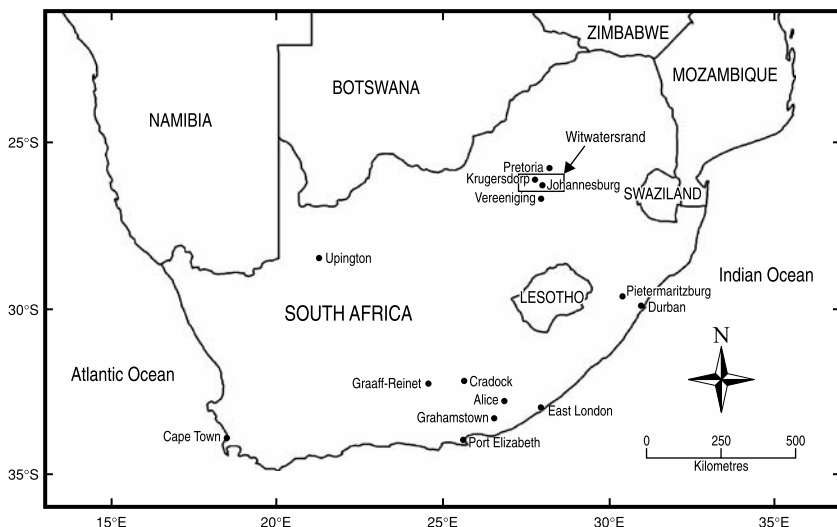 ZIMBABWE
MOZAMBIQUE
BOTSWANA
NAMIBIA
25°S
Witwatersrand
Pretoria
Krugersdorp
Johannesburg
Vereeniging
SWAZILAND
Upington
Indian Ocean
LESOTHO
Pietermaritzburg
Durban
30°S
SOUTH AFRICA
N
Atlantic Ocean
Graaff-Reinet
Cradock
Alice
East London
Grahamstown
Cape Town
Port Elizabeth
0 250 500
Kilometres
35°S
15°E 20°E 25°E 30°E 35°E